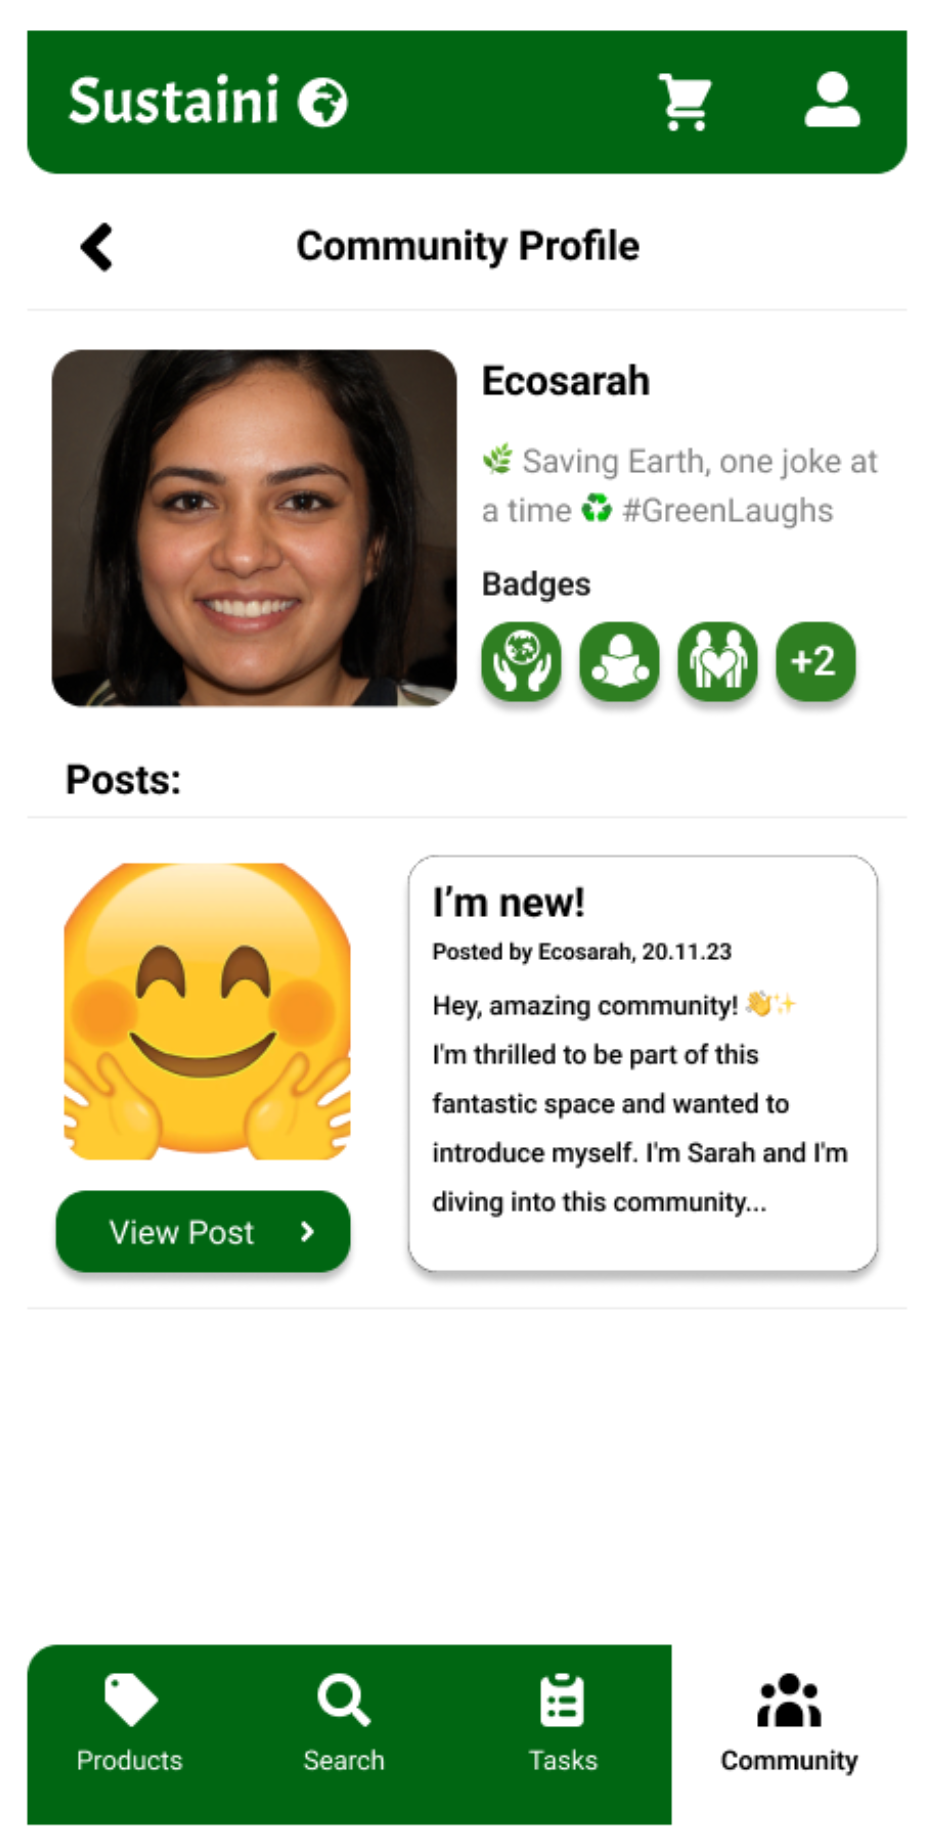 Sustaini
Community Profile
Ecosarah
🌿 Saving Earth, one joke at
a time ♻️ #GreenLaughs
Badges
+2
Posts:
I'm new!
Posted by Ecosarah, 20.11.23
Hey, amazing community! 👋✨
I'm thrilled to be part of this
fantastic space and wanted to
introduce myself. I'm Sarah and I'm
diving into this community...
View Post
Products
Search
Tasks
Community